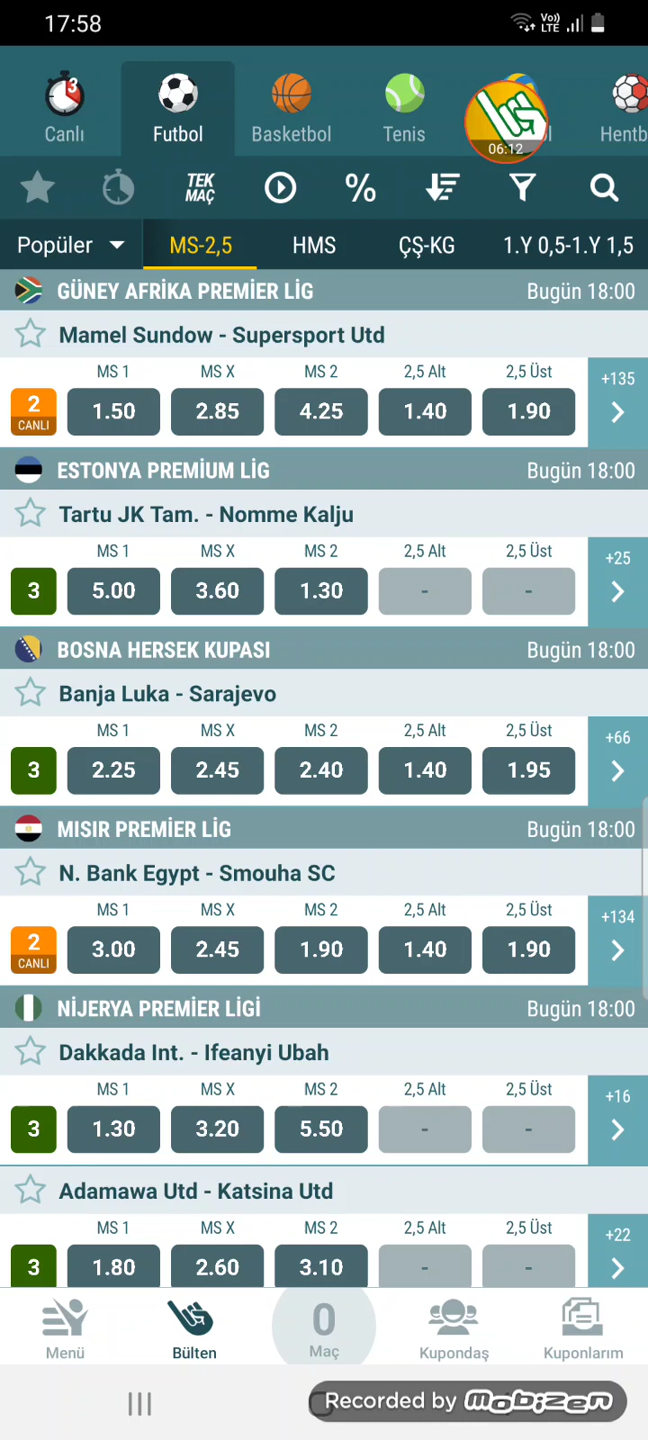 17:58
Vo))
LTE
3
Canlı
Futbol
Basketbol
Tenis
06:12
Hentb
TEK
MAÇ
%
Popüler
MS-2,5
HMS
ÇŞ-KG
1.Y 0,5-1.Y 1,5
GÜNEY AFRİKA PREMİER LİG
Bugün 18:00
Mamel Sundow - Supersport Utd
MS 1 MS X MS 2 2,5 Alt 2,5 Üst
+135
2 1.50 2.85 4.25 1.40 1.90
CANLI
ESTONYA PREMİUM LİG
Bugün 18:00
Tartu JK Tam. - Nomme Kalju
MS 1 MS X MS 2 2,5 Alt 2,5 Üst
+25
3 5.00 3.60 1.30 - -
BOSNA HERSEK KUPASI
Bugün 18:00
Banja Luka - Sarajevo
MS 1 MS X MS 2 2,5 Alt 2,5 Üst
+66
3 2.25 2.45 2.40 1.40 1.95
MISIR PREMİER LİG
Bugün 18:00
N. Bank Egypt - Smouha SC
MS 1 MS X MS 2 2,5 Alt 2,5 Üst
+134
2 3.00 2.45 1.90 1.40 1.90
CANLI
NİJERYA PREMİER LİGİ
Bugün 18:00
Dakkada Int. - Ifeanyi Ubah
MS 1 MS X MS 2 2,5 Alt 2,5 Üst
+16
3 1.30 3.20 5.50 - -
Adamawa Utd - Katsina Utd
MS 1 MS X MS 2 2,5 Alt 2,5 Üst
+22
3 1.80 2.60 3.10 - -
0
Menü
Bülten
Maç
Kupondaş
Kuponlarım
Recorded by mobizen